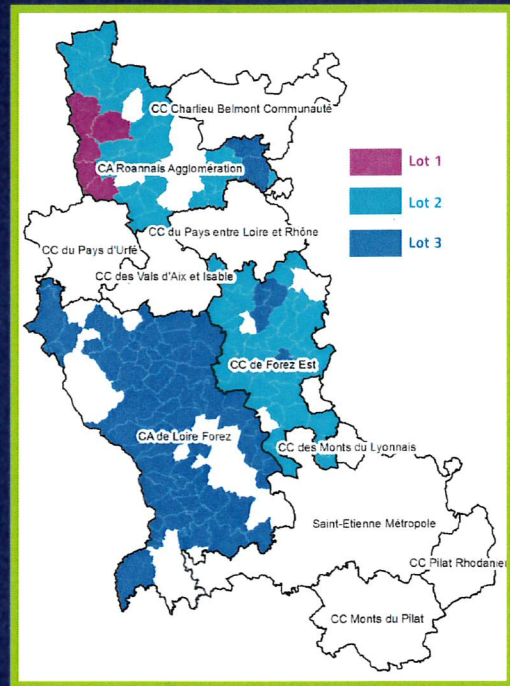 CC Charlieu Belmont Communauté
Lot 1
CA Roannais Agglomération
Lot 2
CC du Pays entre Loire et Rhône
Lot 3
CC du Pays d'Urfé
CC des Vals d'Aix et Isable
CC de Forez Est
CA de Loire Forez
CC des Monts du Lyonnais
Saint-Etienne Métropole
CC Pilat Rhodanien
CC Monts du Pilat